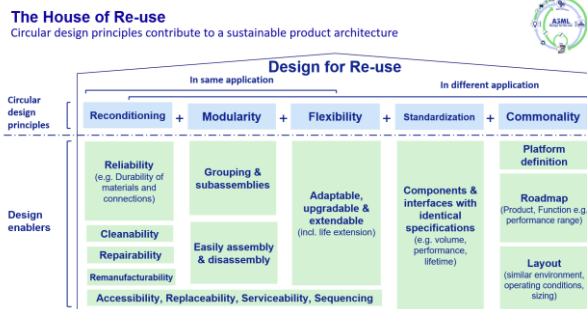 The House of Re-use
Circular design principles contribute to a sustainable product architecture
ASML
Design for Re-use
In same application
In different application
Circular
design
principles
Reconditioning + Modularity + Flexibility + Standardization + Commonality
Design
enablers
Reliability
(e.g. Durability of
materials and
connections)
Cleanability
Repairability
Remanufacturability
Grouping &
subassemblies
Easily assembly
& disassembly
Adaptable,
upgradable &
extendable
(incl. life extension)
Accessibility, Replaceability, Serviceability, Sequencing
Components &
interfaces with
identical
specifications
(e.g. volume,
performance,
lifetime)
Platform
definition
Roadmap
(Product, Function e.g.
performance range)
Layout
(similar environment,
operating conditions,
sizing)